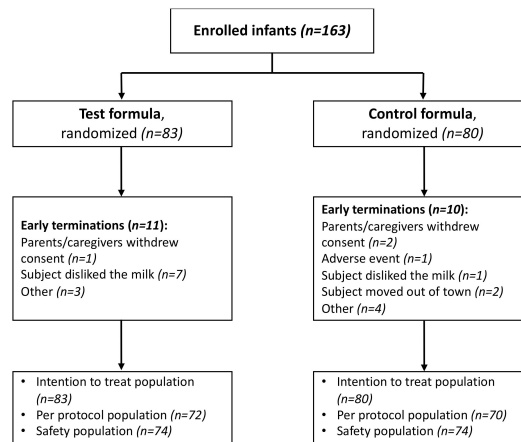 Enrolled infants (n=163)
Test formula,
randomized (n=83)
Control formula,
randomized (n=80)
Early terminations (n=11):
Parents/caregivers withdrew
consent (n=1)
Subject disliked the milk (n=7)
Other (n=3)
Early terminations (n=10):
Parents/caregivers withdrew
consent (n=2)
Adverse event (n=1)
Subject disliked the milk (n=1)
Subject moved out of town (n=2)
Other (n=4)
• Intention to treat population
(n=83)
• Per protocol population (n=72)
• Safety population (n=74)
• Intention to treat population
(n=80)
• Per protocol population (n=70)
• Safety population (n=74)